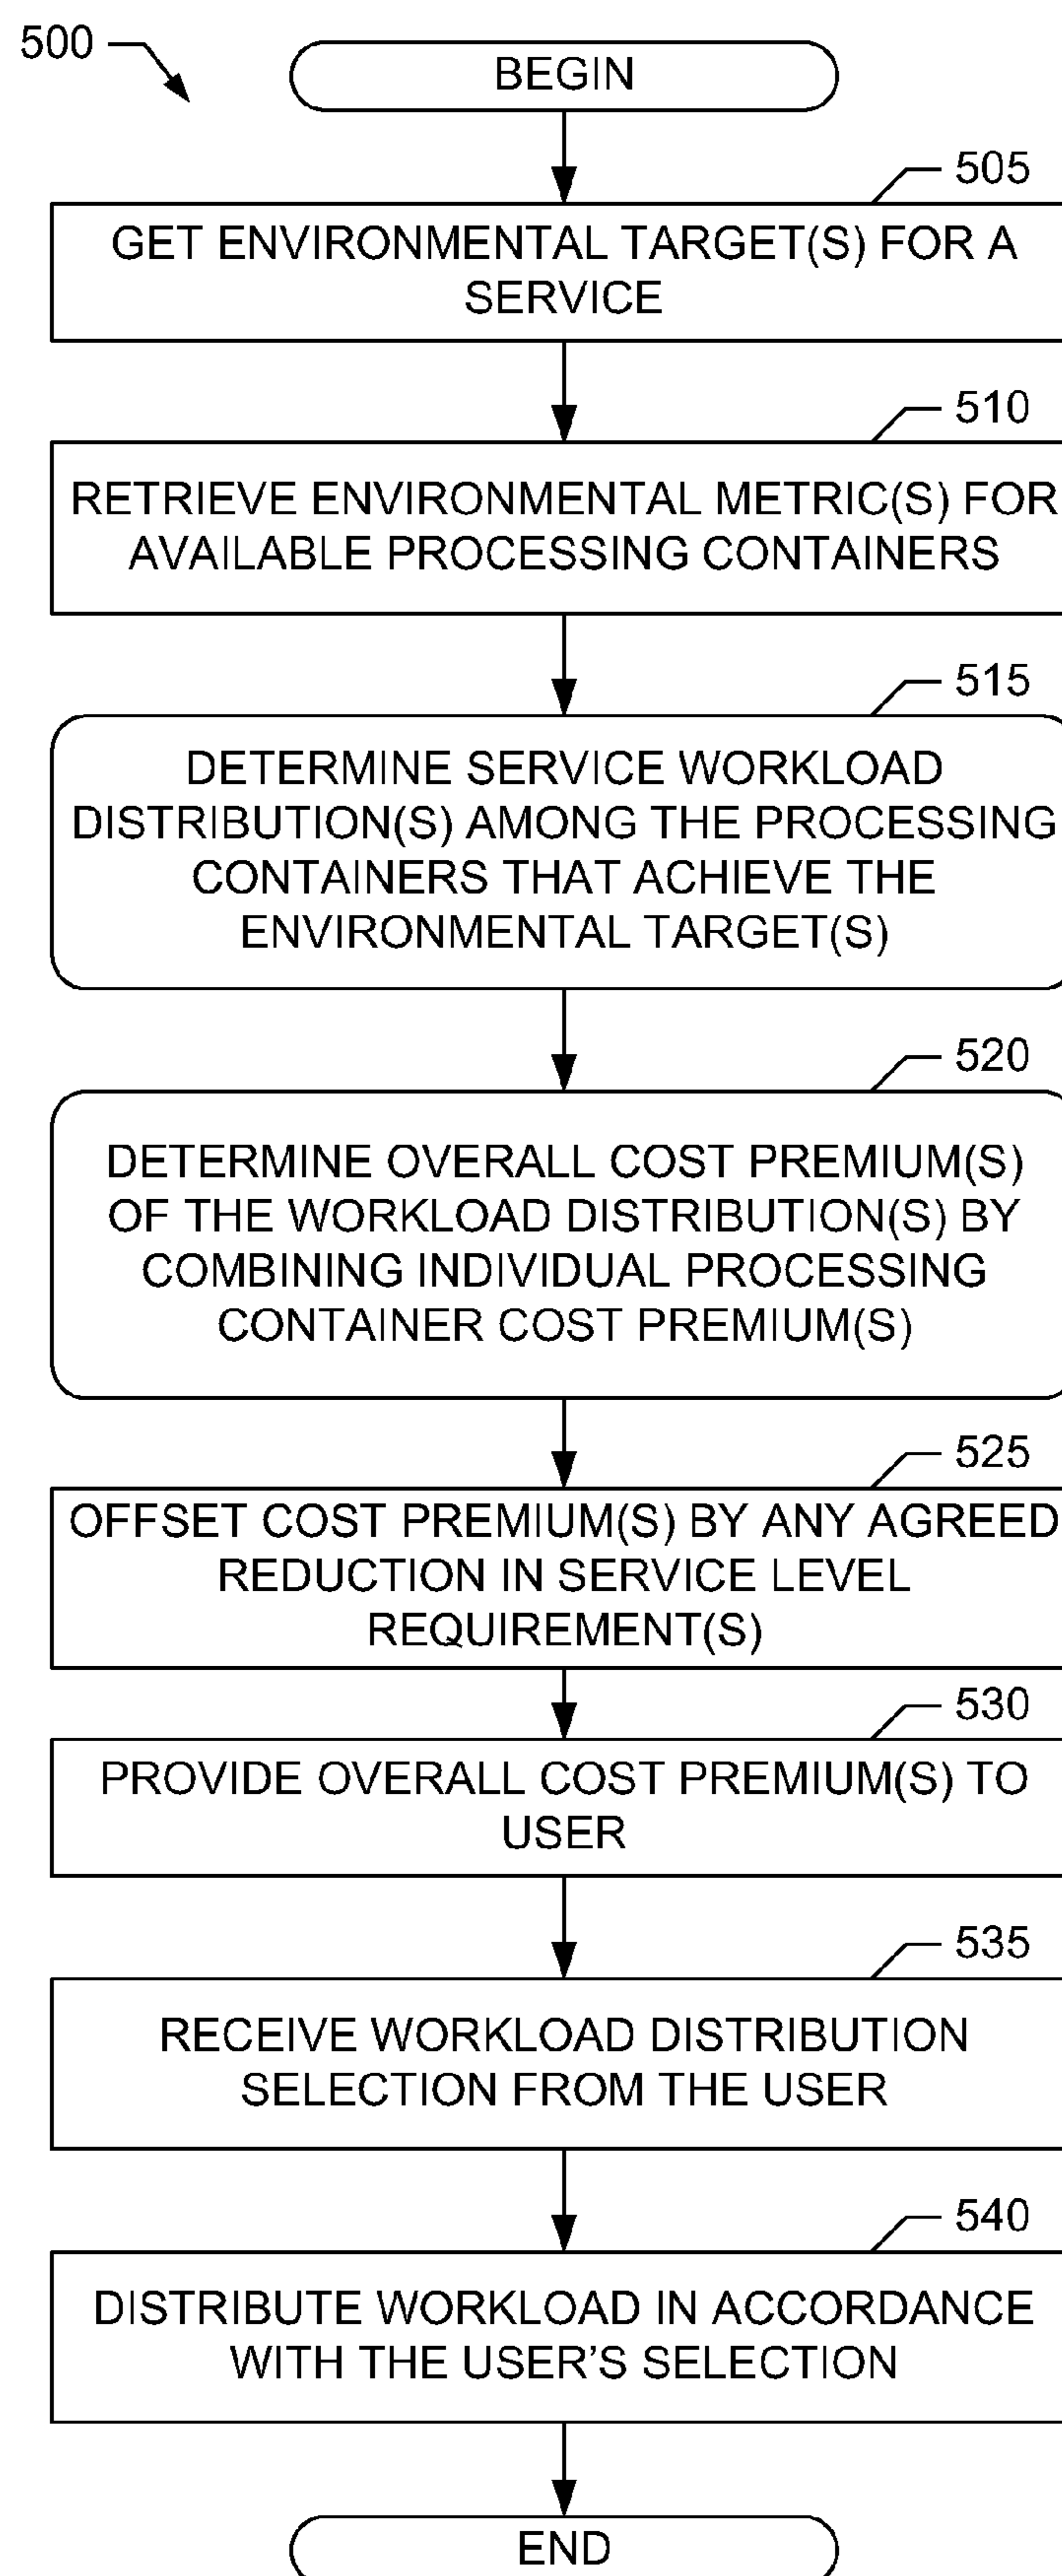 500
BEGIN
505
GET ENVIRONMENTAL TARGET(S) FOR A
SERVICE
510
RETRIEVE ENVIRONMENTAL METRIC(S) FOR
AVAILABLE PROCESSING CONTAINERS
515
DETERMINE SERVICE WORKLOAD
DISTRIBUTION(S) AMONG THE PROCESSING
CONTAINERS THAT ACHIEVE THE
ENVIRONMENTAL TARGET(S)
520
DETERMINE OVERALL COST PREMIUM(S)
OF THE WORKLOAD DISTRIBUTION(S) BY
COMBINING INDIVIDUAL PROCESSING
CONTAINER COST PREMIUM(S)
525
OFFSET COST PREMIUM(S) BY ANY AGREED
REDUCTION IN SERVICE LEVEL
REQUIREMENT(S)
530
PROVIDE OVERALL COST PREMIUM(S) TO
USER
535
RECEIVE WORKLOAD DISTRIBUTION
SELECTION FROM THE USER
540
DISTRIBUTE WORKLOAD IN ACCORDANCE
WITH THE USER’S SELECTION
END